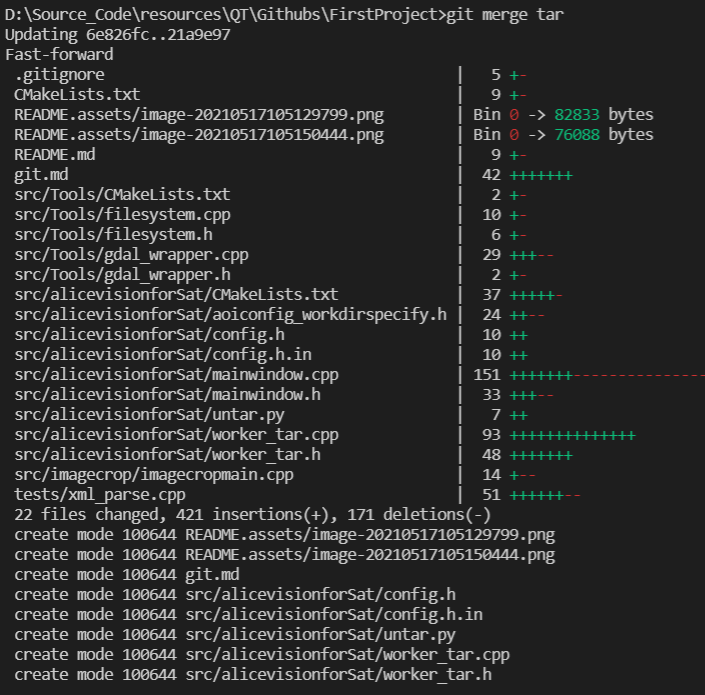 D:\Source_Code\resources\QT\Githubs\FirstProject>git merge tar
Updating 6e826fc..21a9e97
Fast-forward
 .gitignore                                     |   5 +-
 CMakeLists.txt                                 |   9 +-
 README.assets/image-20210517105129799.png      | Bin 0 -> 82833 bytes
 README.assets/image-20210517105150444.png      | Bin 0 -> 76088 bytes
 README.md                                      |   9 +-
 git.md                                         |  42 +++++++
 src/Tools/CMakeLists.txt                       |   2 +-
 src/Tools/filesystem.cpp                       |  10 +-
 src/Tools/filesystem.h                         |   6 +-
 src/Tools/gdal_wrapper.cpp                     |  29 +++--
 src/Tools/gdal_wrapper.h                       |   2 +-
 src/alicevisionforSat/CMakeLists.txt           |  37 +++++-
 src/alicevisionforSat/aoiconfig_workdirspecify.h |  24 ++--
 src/alicevisionforSat/config.h                 |  10 ++
 src/alicevisionforSat/config.h.in              |  10 ++
 src/alicevisionforSat/mainwindow.cpp           | 151 +++++++---------------
 src/alicevisionforSat/mainwindow.h             |  33 +++--
 src/alicevisionforSat/untar.py                 |   7 ++
 src/alicevisionforSat/worker_tar.cpp           |  93 ++++++++++++++
 src/alicevisionforSat/worker_tar.h             |  48 +++++++
 src/imagecrop/imagecropmain.cpp                |  14 +--
 tests/xml_parse.cpp                            |  51 ++++++--
 22 files changed, 421 insertions(+), 171 deletions(-)
 create mode 100644 README.assets/image-20210517105129799.png
 create mode 100644 README.assets/image-20210517105150444.png
 create mode 100644 git.md
 create mode 100644 src/alicevisionforSat/config.h
 create mode 100644 src/alicevisionforSat/config.h.in
 create mode 100644 src/alicevisionforSat/untar.py
 create mode 100644 src/alicevisionforSat/worker_tar.cpp
 create mode 100644 src/alicevisionforSat/worker_tar.h